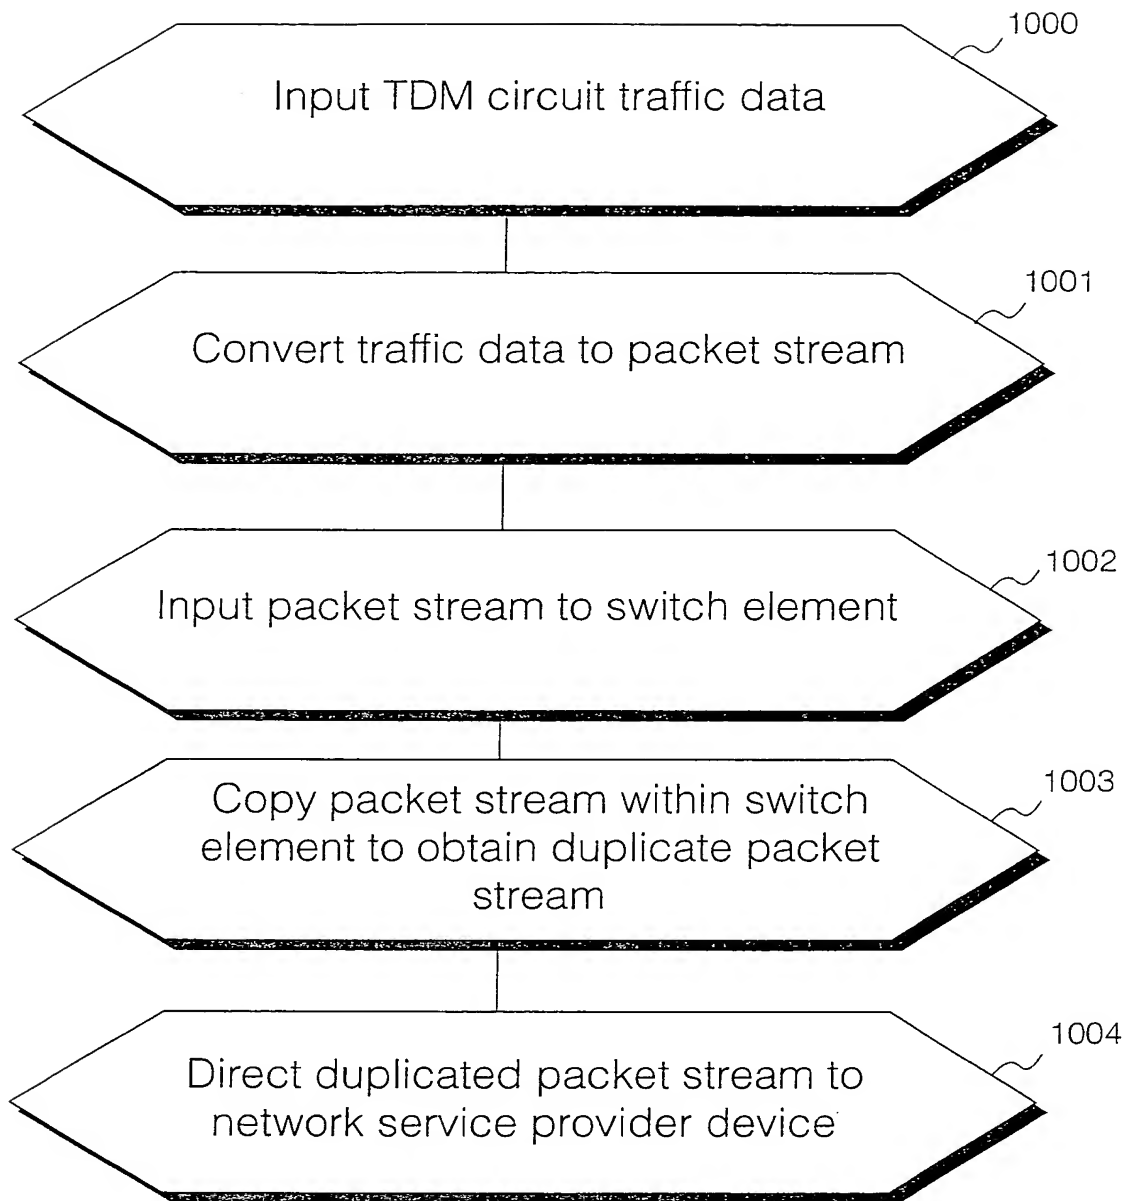 1000
Input TDM circuit traffic data
1001
Convert traffic data to packet stream
1002
Input packet stream to switch element
1003
Copy packet stream within switch
element to obtain duplicate packet
stream
1004
Direct duplicated packet stream to
network service provider device